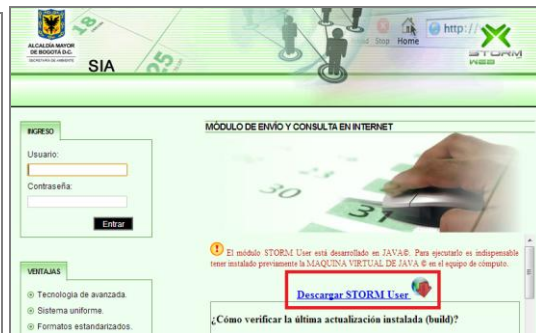 ALCALDÍA MAYOR
DE BOGOTÁ D.C.
SECRETARÍA DE AMBIENTE
SIA
Stop
Home
http://
STORM
WEB
INGRESO
Usuario:
Contraseña:
Entrar
VENTAJAS
Tecnologia de avanzada.
Sistema uniforme.
Formatos estandarizados.
MÓDULO DE ENVÍO Y CONSULTA EN INTERNET
30
31
El módulo STORM User está desarrollado en JAVA©. Para ejecutarlo es indispensable
tener instalado previamente la MAQUINA VIRTUAL DE JAVA © en el equipo de cómputo.
Descargar STORM User
¿Cómo verificar la última actualización instalada (build)?